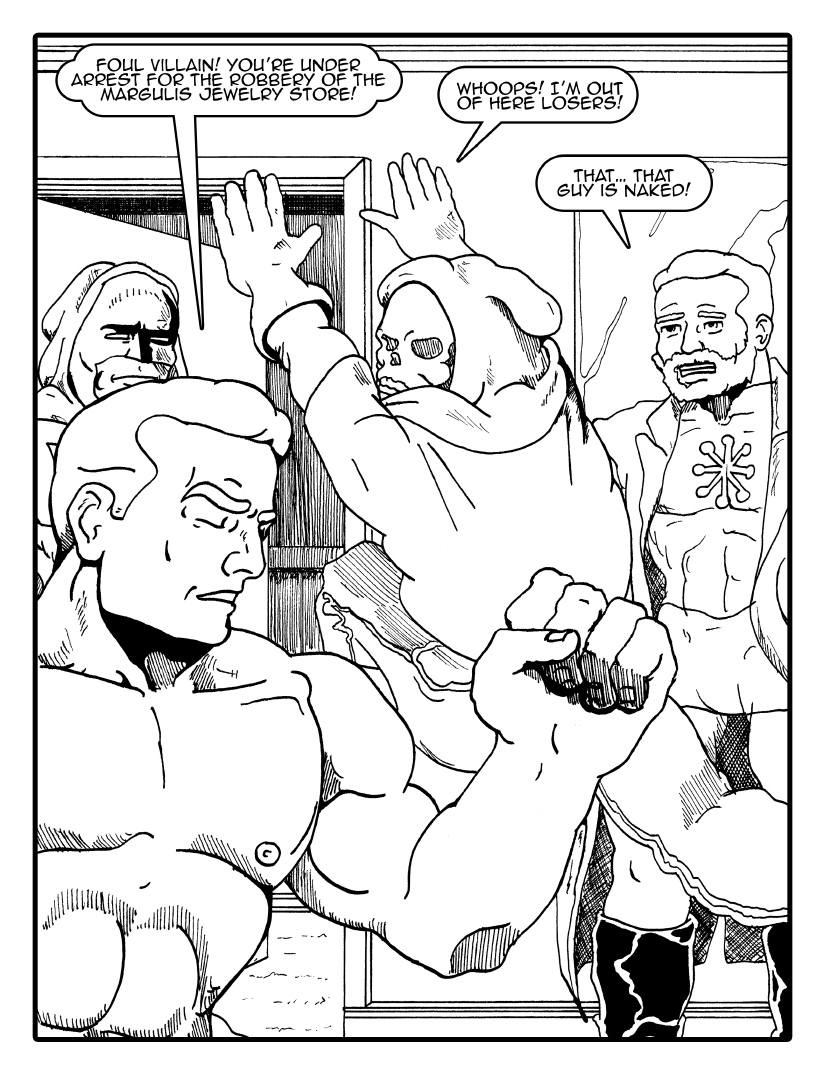 FOUL VILLAIN! YOU'RE UNDER
ARREST FOR THE ROBBERY OF THE
MARGULIS JEWELRY STORE!
WHOOPS! I'M OUT
OF HERE LOSERS!
THAT... THAT
GUY IS NAKED!